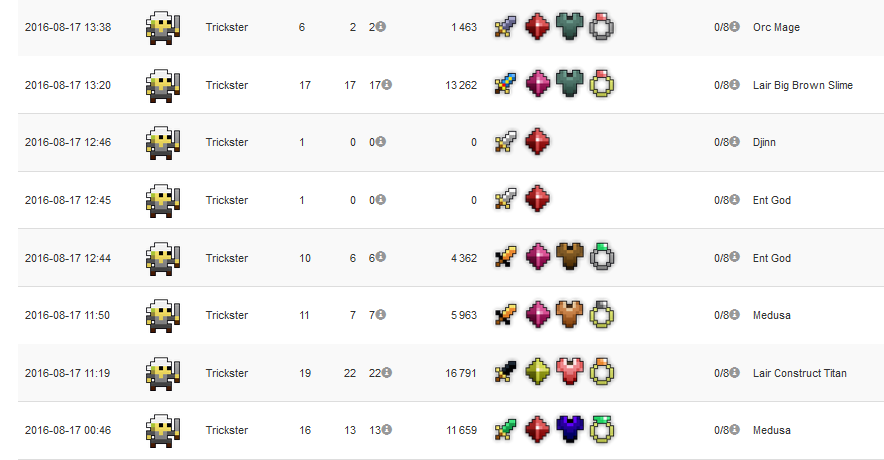 2016-08-17 13:38 Trickster 6 2 2 1 463 0/8 Orc Mage
2016-08-17 13:20 Trickster 17 17 17 13 262 0/8 Lair Big Brown Slime
2016-08-17 12:46 Trickster 1 0 0 0 0/8 Djinn
2016-08-17 12:45 Trickster 1 0 0 0 0/8 Ent God
2016-08-17 12:44 Trickster 10 6 6 4 362 0/8 Ent God
2016-08-17 11:50 Trickster 11 7 7 5 963 0/8 Medusa
2016-08-17 11:19 Trickster 19 22 22 16 791 0/8 Lair Construct Titan
2016-08-17 00:46 Trickster 16 13 13 11 659 0/8 Medusa